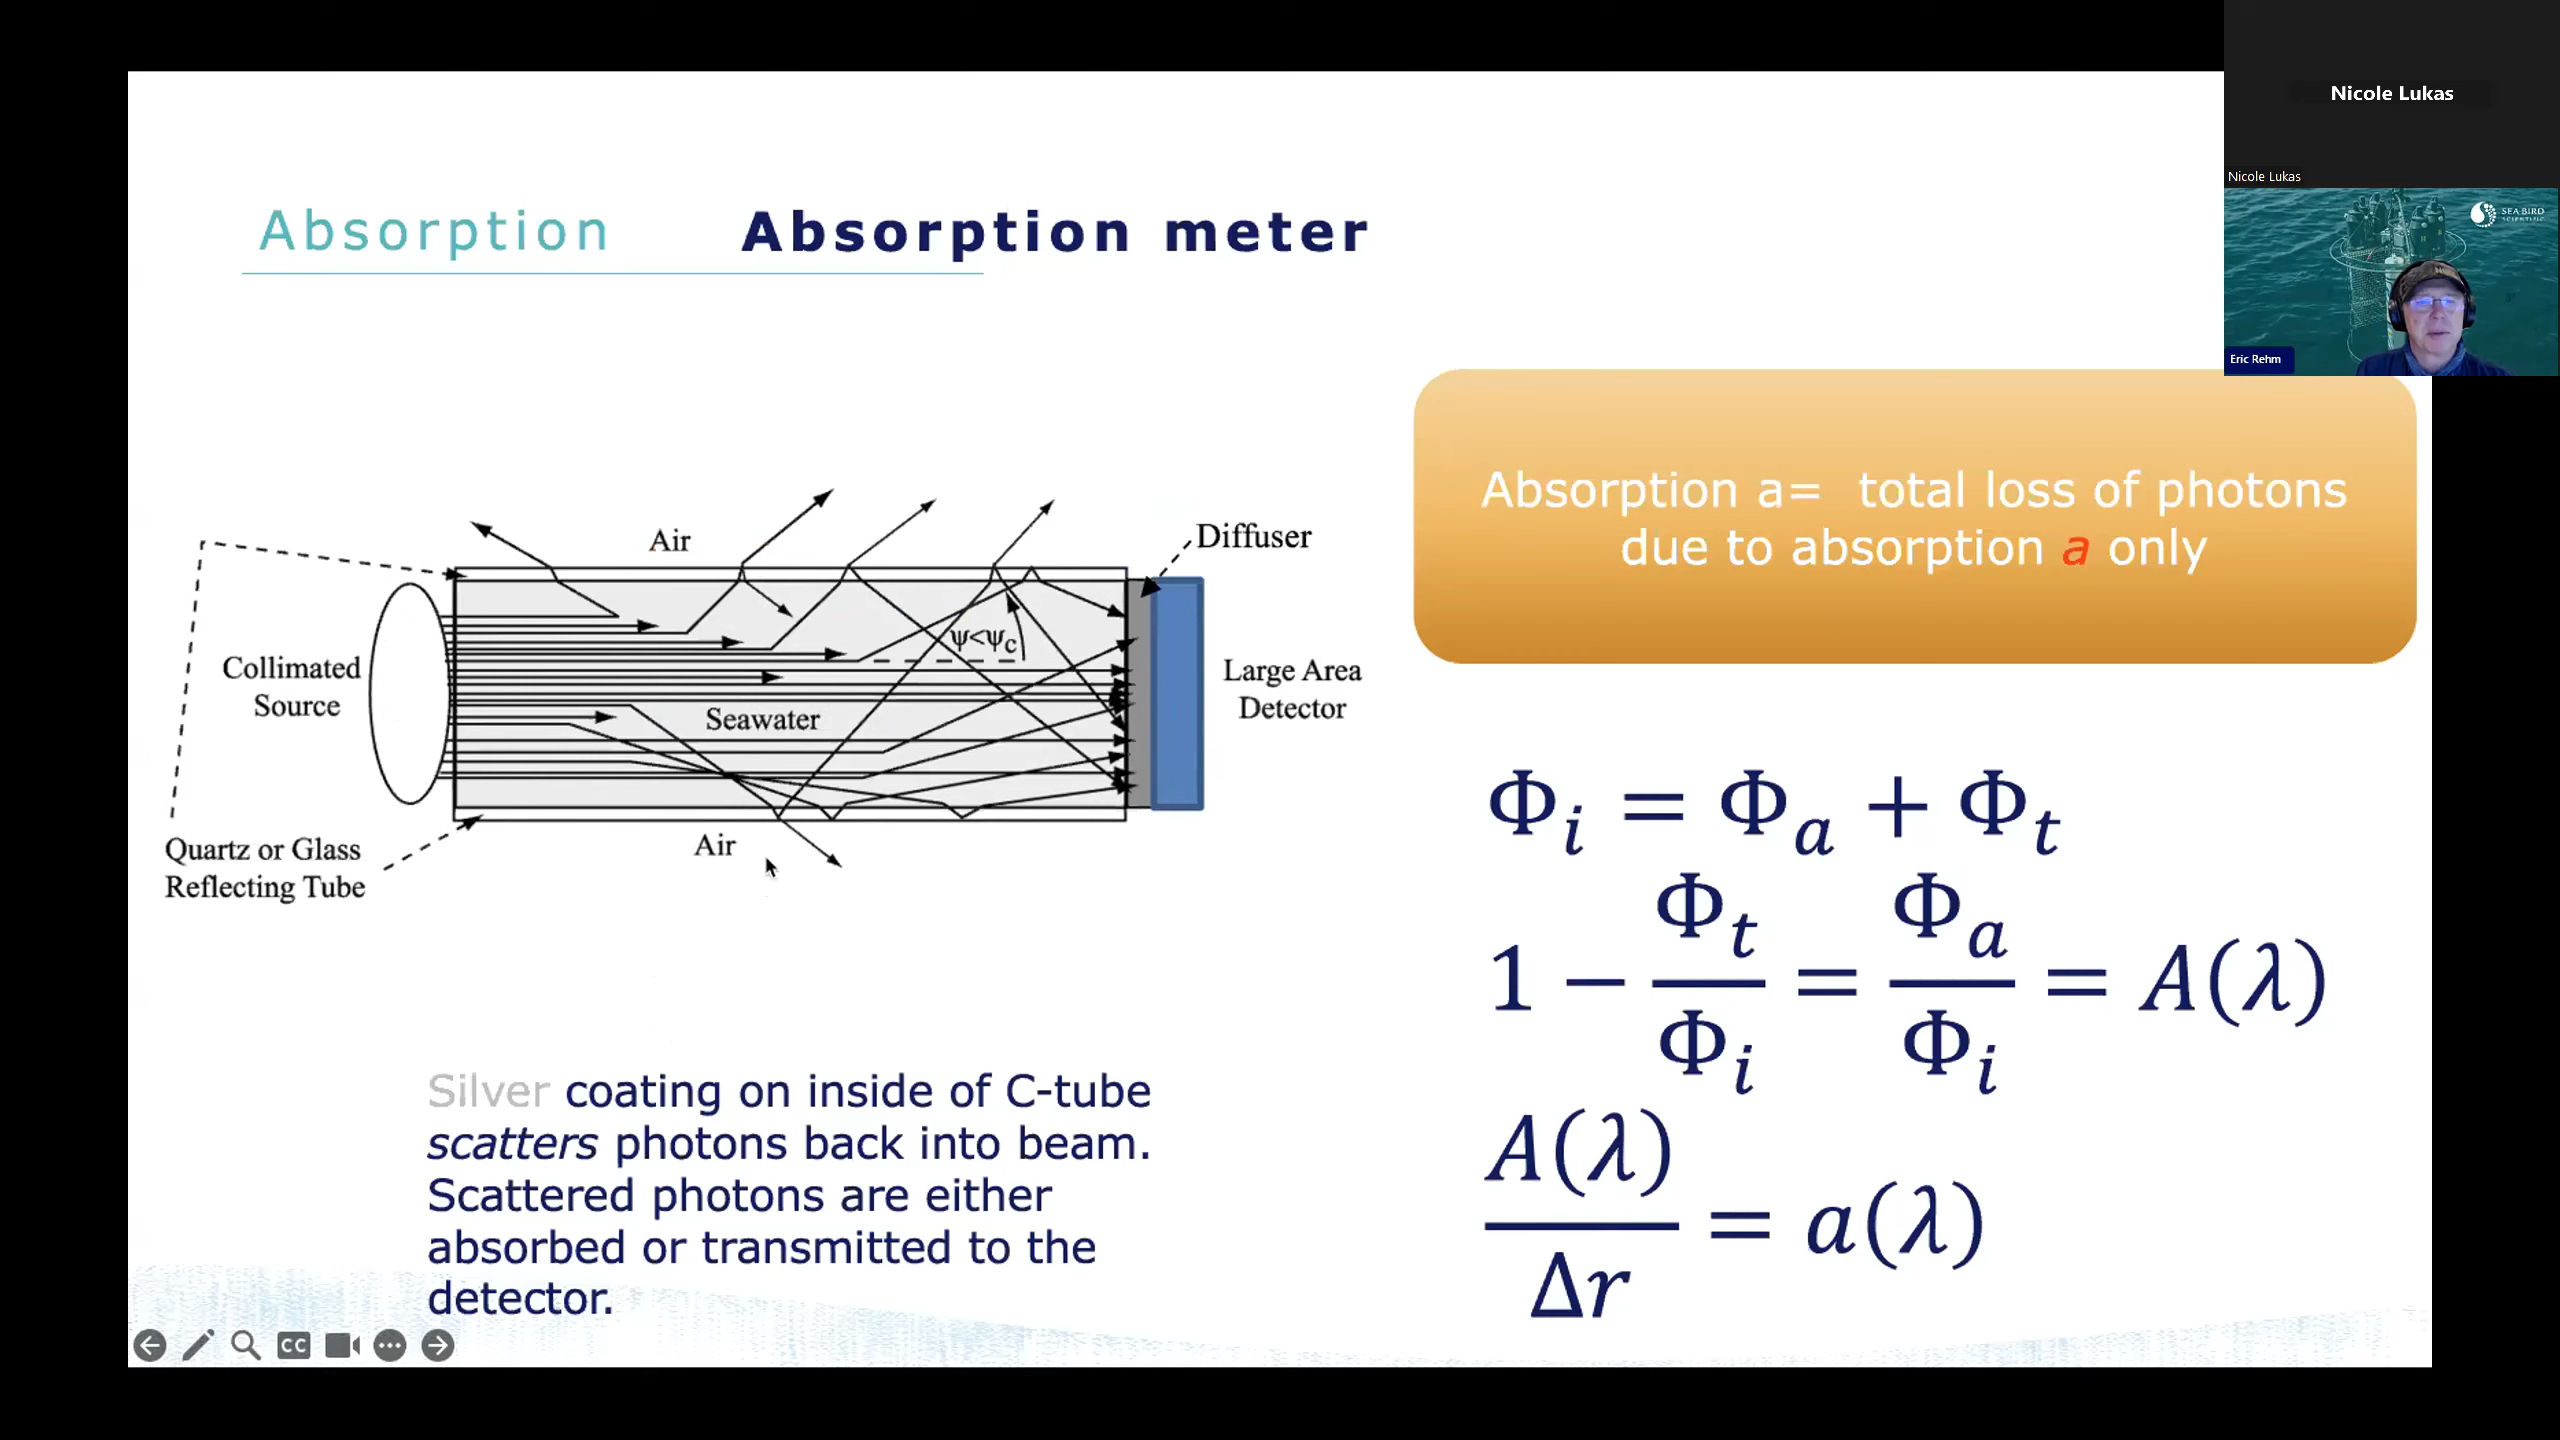 Nicole Lukas
Nicole Lukas
SEA·BIRD
SCIENTIFIC
Eric Rehm
Absorption
Absorption meter
Air
Diffuser
Collimated
Source
ψ<ψc
Seawater
Large Area
Detector
Air
Quartz or Glass
Reflecting Tube
Absorption a= total loss of photons
due to absorption a only
Φi = Φa + Φt
1 − Φt/Φi = Φa/Φi = A(λ)
A(λ)/Δr = a(λ)
Silver coating on inside of C-tube
scatters photons back into beam.
Scattered photons are either
absorbed or transmitted to the
detector.
CC